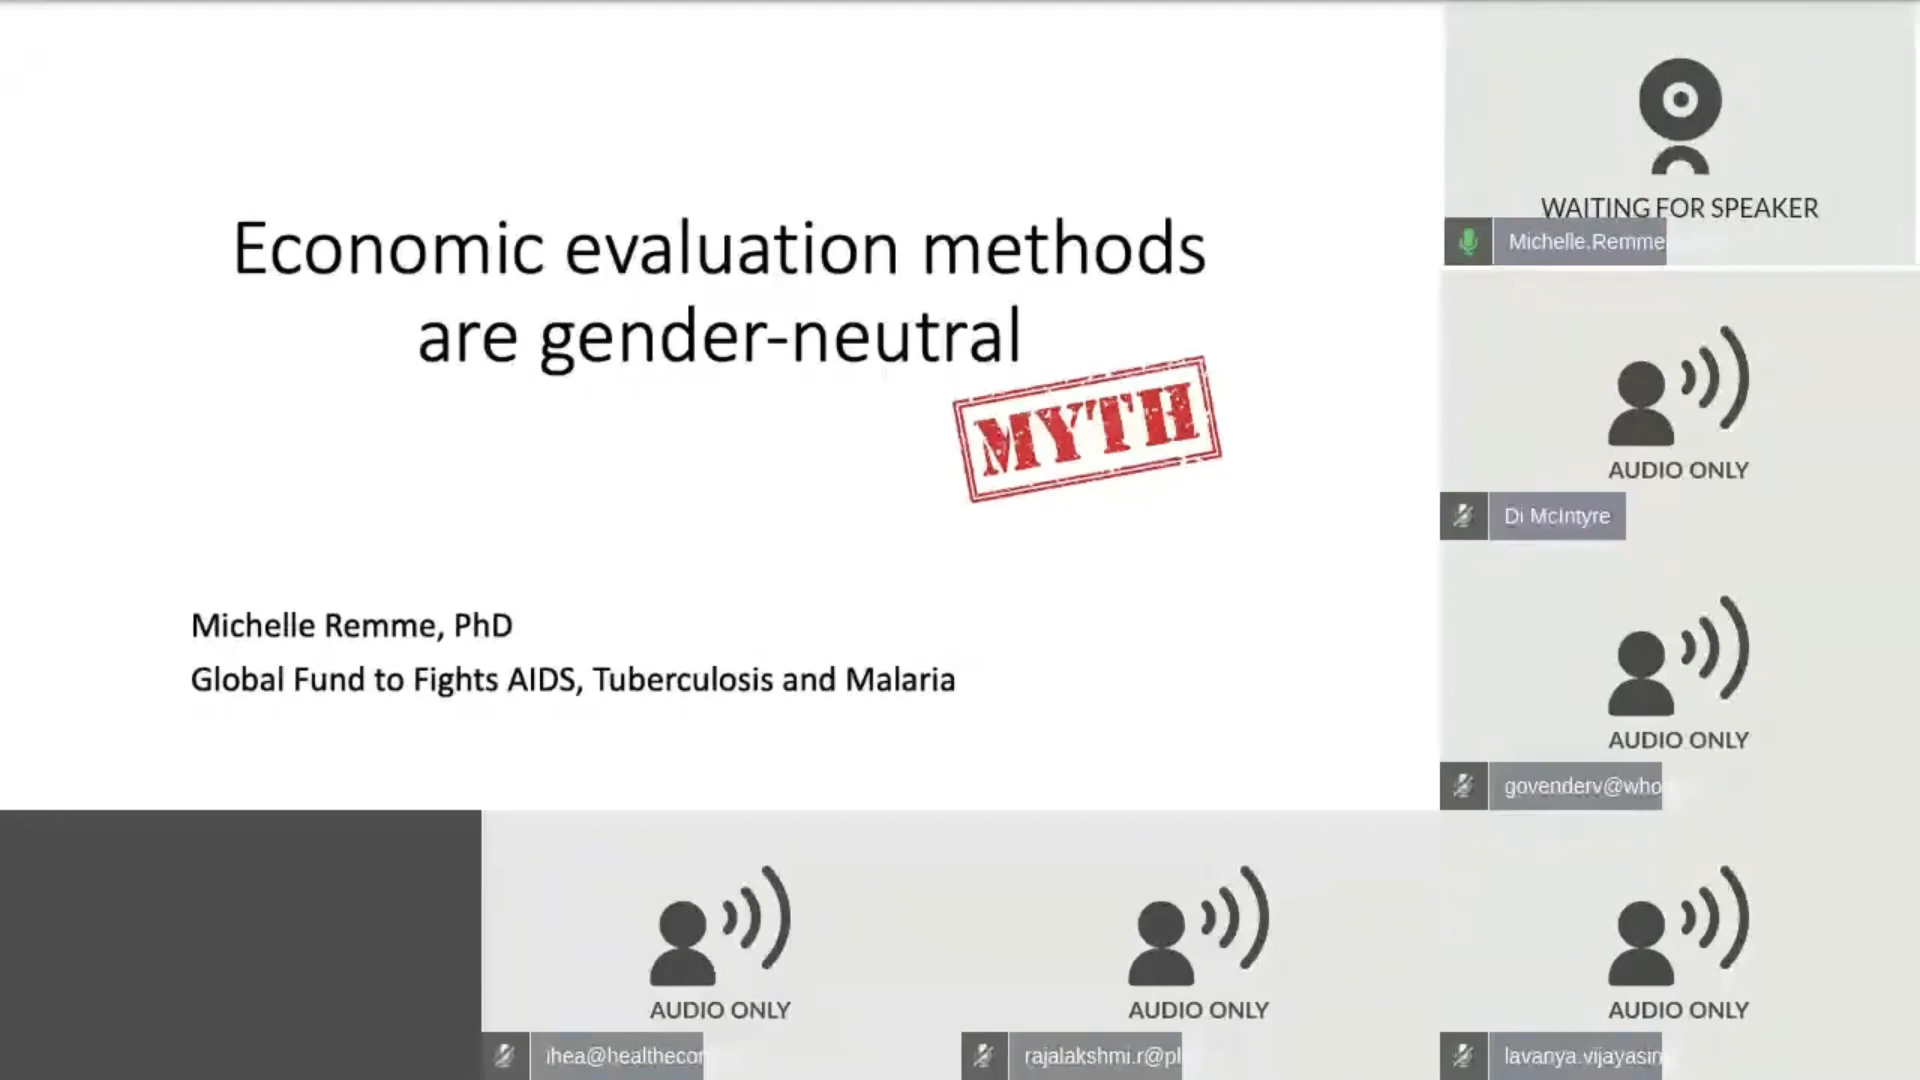 Economic evaluation methods
are gender-neutral
MYTH
Michelle Remme, PhD
Global Fund to Fights AIDS, Tuberculosis and Malaria
WAITING FOR SPEAKER
Michelle.Remme
AUDIO ONLY
Di McIntyre
AUDIO ONLY
govenderv@who
AUDIO ONLY
ihea@healthecon
AUDIO ONLY
rajalakshmi.r@pl
AUDIO ONLY
lavanya.vijayasin